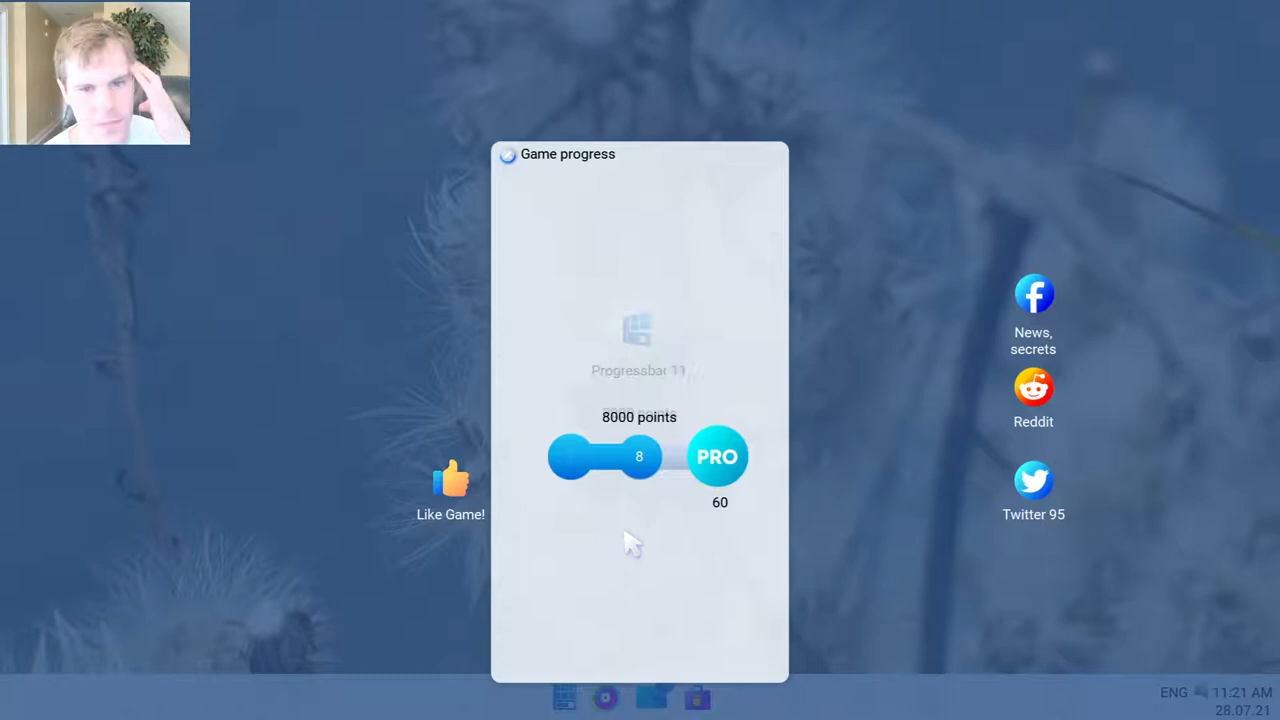 Game progress
Progressbar 11
8000 points
8
PRO
60
Like Game!
News,
secrets
Reddit
Twitter 95
ENG
11:21 AM
28.07.21